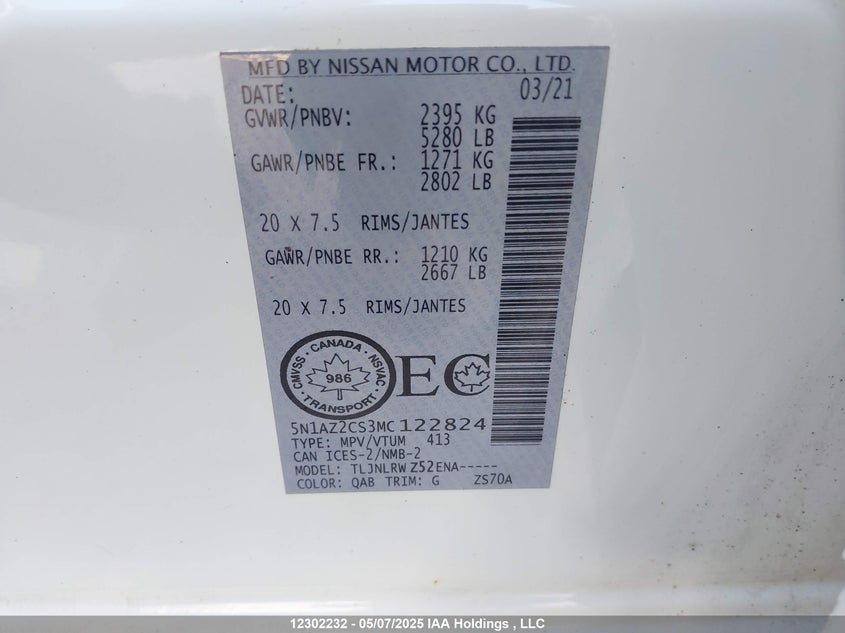 MFD BY NISSAN MOTOR CO., LTD.
DATE: 03/21
GVWR/PNBV: 2395 KG
5280 LB
GAWR/PNBE FR.: 1271 KG
2802 LB
20 X 7.5 RIMS/JANTES
GAWR/PNBE RR.: 1210 KG
2667 LB
20 X 7.5 RIMS/JANTES
CMVSS · CANADA · NSVAC · TRANSPORT ·
986
EC
5N1AZ2CS3MC122824
TYPE: MPV/VTUM 413
CAN ICES-2/NMB-2
MODEL: TLJNLRW Z52ENA-----
COLOR: QAB TRIM: G ZS70A
12302232 - 05/07/2025 IAA Holdings , LLC